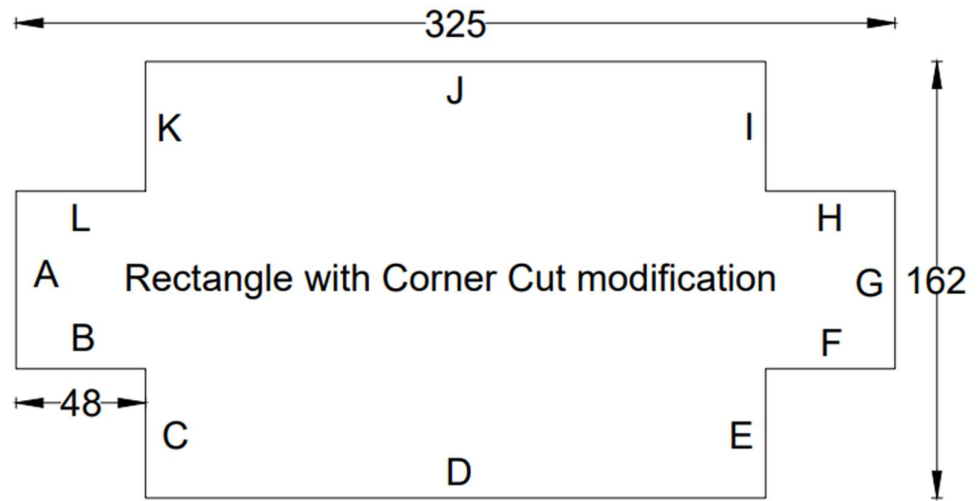 325
J
K
I
L
H
A
Rectangle with Corner Cut modification
G
162
B
F
48
C
E
D